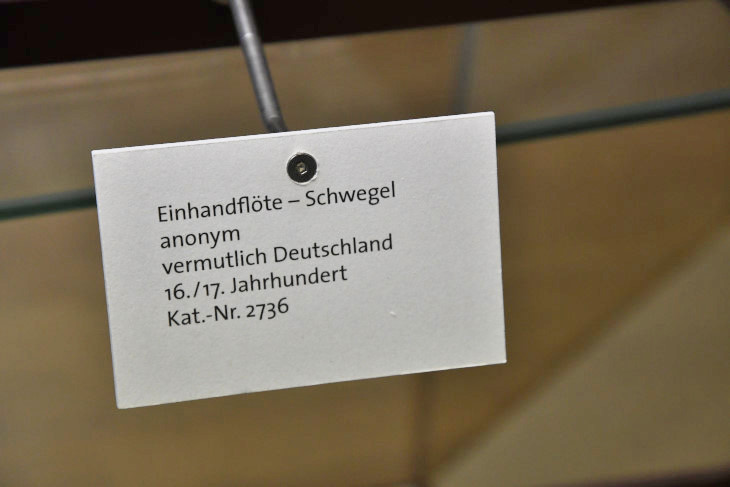 Einhandflöte – Schwegel
anonym
vermutlich Deutschland
16./17. Jahrhundert
Kat.-Nr. 2736